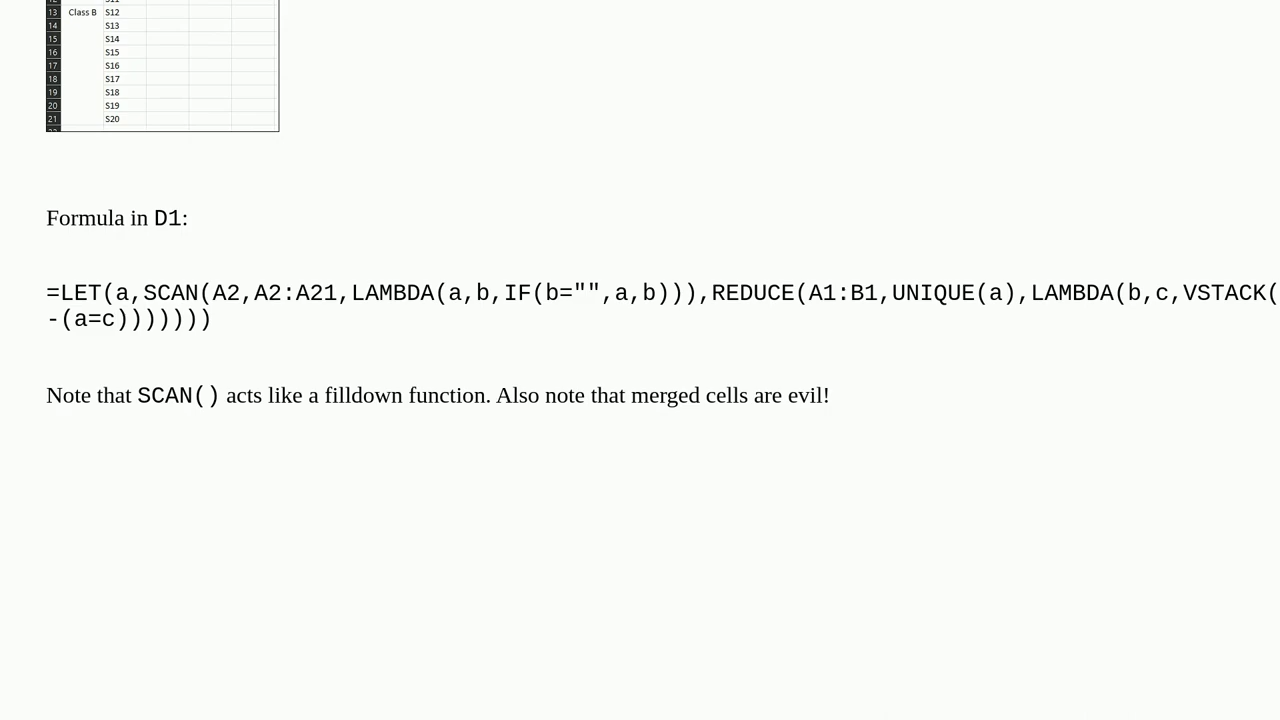 S11
13 Class B S12
14 S13
15 S14
16 S15
17 S16
18 S17
19 S18
20 S19
21 S20
Formula in D1:
=LET(a,SCAN(A2,A2:A21,LAMBDA(a,b,IF(b="",a,b))),REDUCE(A1:B1,UNIQUE(a),LAMBDA(b,c,VSTACK(
-(a=c)))))))
Note that SCAN() acts like a filldown function. Also note that merged cells are evil!